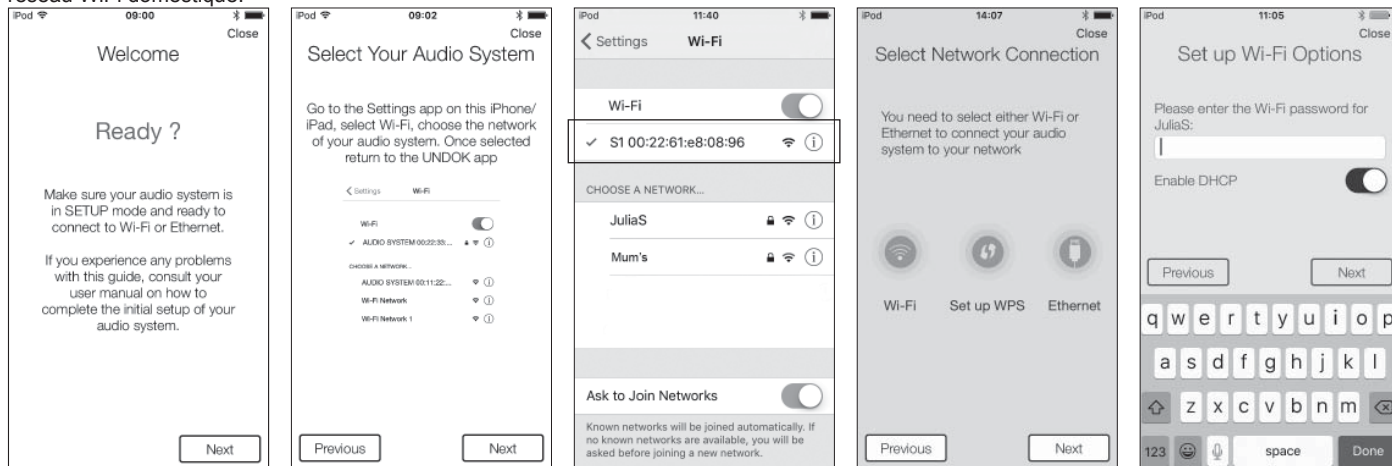 réseau Wi-Fi domestique.
iPod 09:00
Close
Welcome
Ready ?
Make sure your audio system is
in SETUP mode and ready to
connect to Wi-Fi or Ethernet.
If you experience any problems
with this guide, consult your
user manual on how to
complete the initial setup of your
audio system.
Next
iPod 09:02
Close
Select Your Audio System
Go to the Settings app on this iPhone/
iPad, select Wi-Fi, choose the network
of your audio system. Once selected
return to the UNDOK app
Settings Wi-Fi
Wi-Fi
AUDIO SYSTEM 00:22:33:...
CHOOSE A NETWORK...
AUDIO SYSTEM 00:11:22:...
Wi-Fi Network
Wi-Fi Network 1
Previous Next
iPod 11:40
Settings Wi-Fi
Wi-Fi
S1 00:22:61:e8:08:96
CHOOSE A NETWORK...
JuliaS
Mum's
Ask to Join Networks
Known networks will be joined automatically. If
no known networks are available, you will be
asked before joining a new network.
iPod 14:07
Close
Select Network Connection
You need to select either Wi-Fi or
Ethernet to connect your audio
system to your network
Wi-Fi Set up WPS Ethernet
Previous Next
iPod 11:05
Close
Set up Wi-Fi Options
Please enter the Wi-Fi password for
JuliaS:
Enable DHCP
Previous Next
q w e r t y u i o p
a s d f g h j k l
z x c v b n m
123 space Done